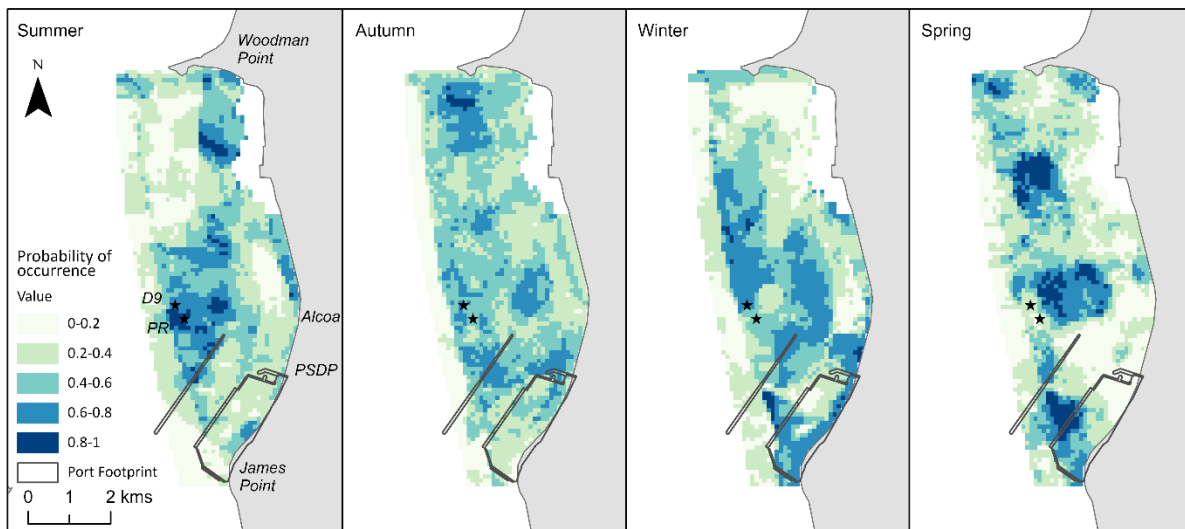 Summer
Autumn
Winter
Spring
Woodman
Point
N
Probability of
occurrence
Value
0-0.2
0.2-0.4
0.4-0.6
0.6-0.8
0.8-1
Port Footprint
0 1 2 kms
D9
PR
Alcoa
PSDP
James
Point